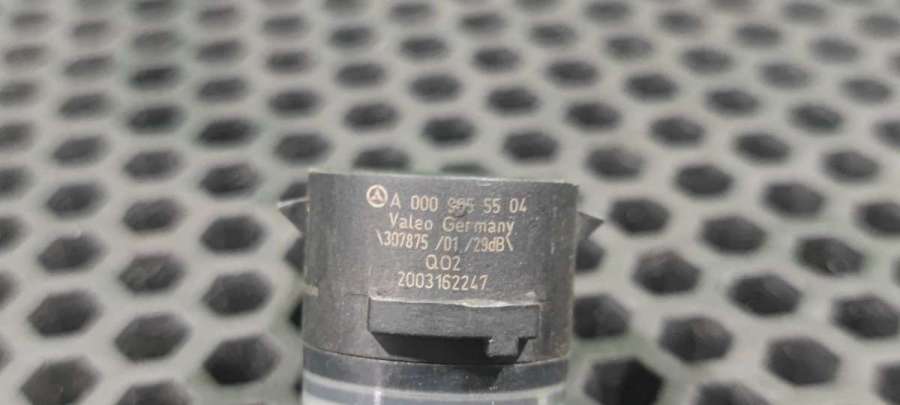 A 000 905 55 04
Valeo Germany
\307875 /01 /29dB\
Q02
2003162247